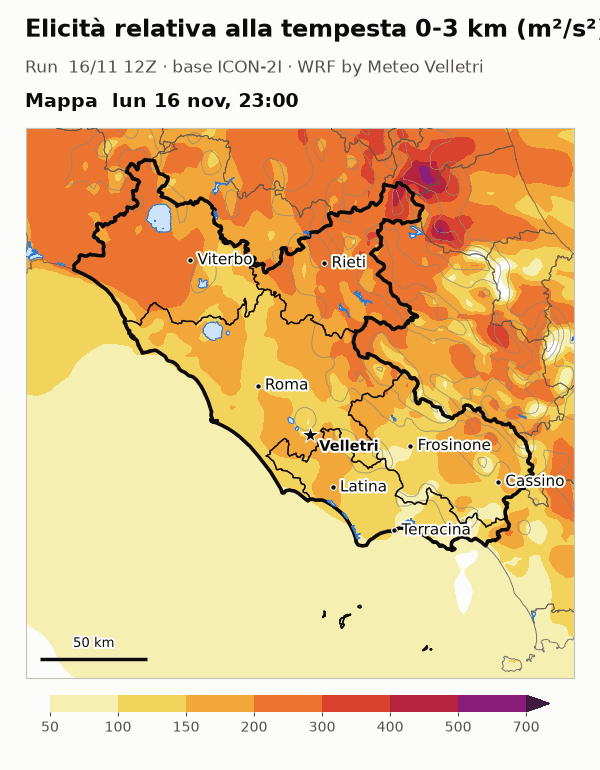 Elicità relativa alla tempesta 0-3 km (m²/s²)
Run 16/11 12Z · base ICON-2I · WRF by Meteo Velletri
Mappa lun 16 nov, 23:00
Viterbo
Rieti
Roma
Velletri
Frosinone
Latina
Cassino
Terracina
50 km
50 100 150 200 300 400 500 700